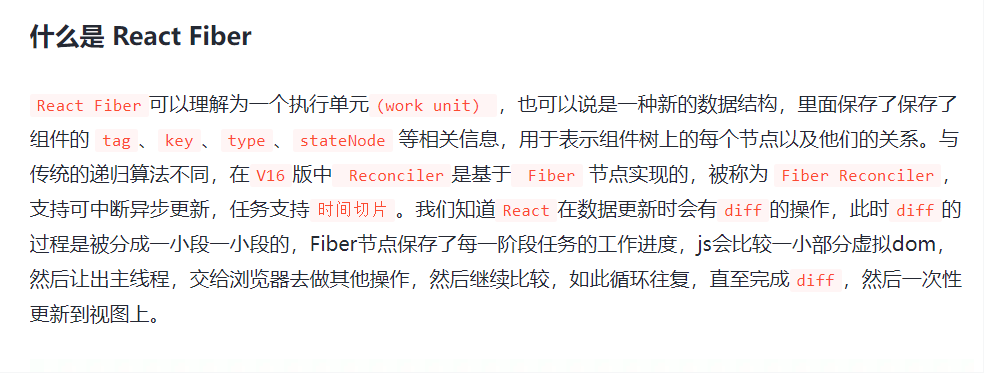 什么是 React Fiber
React Fiber 可以理解为一个执行单元 (work unit) ，也可以说是一种新的数据结构，里面保存了保存了
组件的 tag 、 key 、 type 、 stateNode 等相关信息，用于表示组件树上的每个节点以及他们的关系。与
传统的递归算法不同，在 V16 版中 Reconciler 是基于 Fiber 节点实现的，被称为 Fiber Reconciler ，
支持可中断异步更新，任务支持 时间切片 。我们知道 React 在数据更新时会有 diff 的操作，此时 diff 的
过程是被分成一小段一小段的，Fiber节点保存了每一阶段任务的工作进度，js会比较一小部分虚拟dom，
然后让出主线程，交给浏览器去做其他操作，然后继续比较，如此循环往复，直至完成 diff ，然后一次性
更新到视图上。